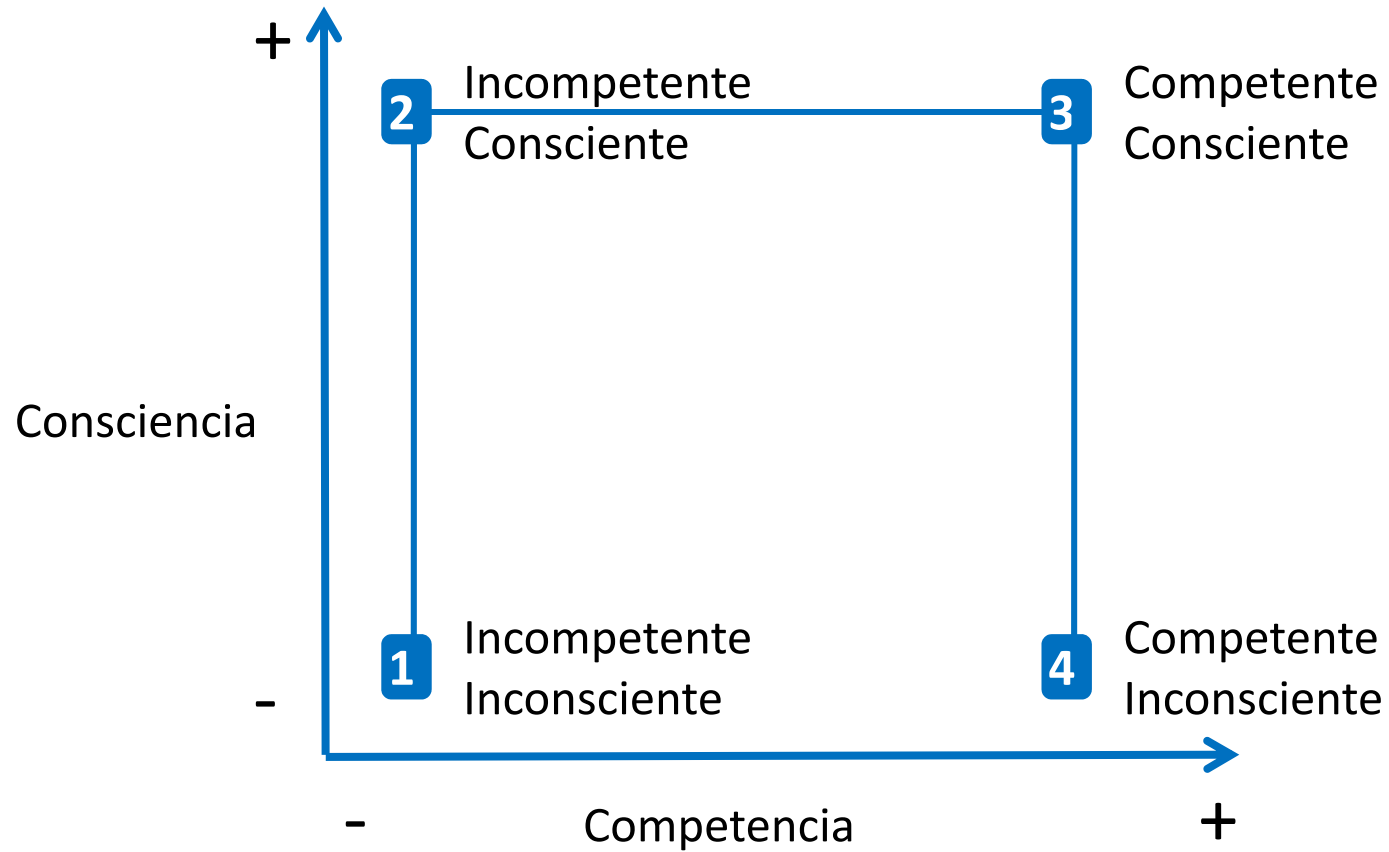 +
2
Incompetente
Consciente
3
Competente
Consciente
Consciencia
1
Incompetente
Inconsciente
4
Competente
Inconsciente
-
-
Competencia
+